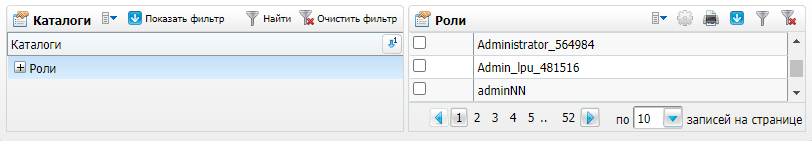 Каталоги Показать фильтр Найти Очистить фильтр
Каталоги
Роли
Роли
Administrator_564984
Admin_lpu_481516
adminNN
1 2 3 4 5 .. 52 по 10 записей на странице